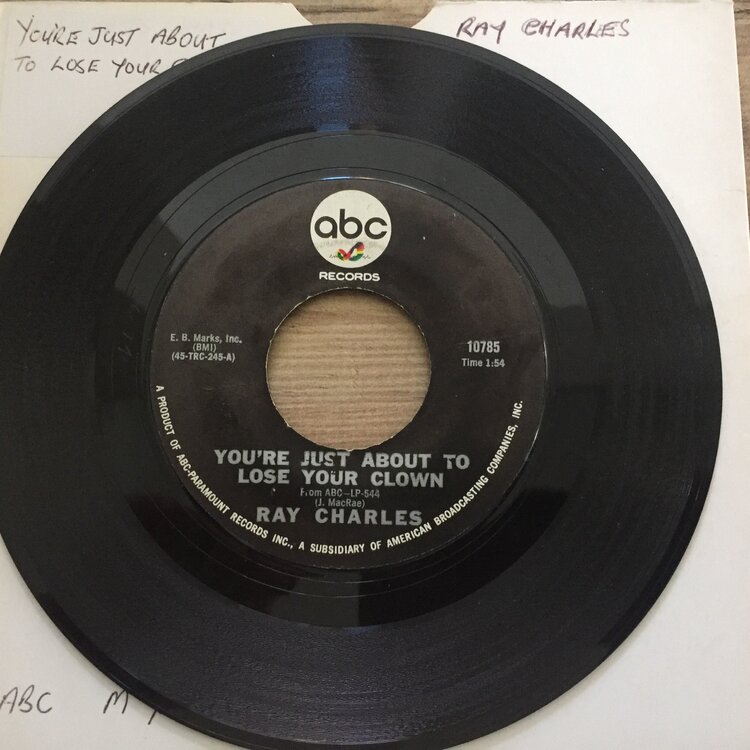 YOU'RE JUST ABOUT
TO LOSE YOUR
RAY CHARLES
abc
RECORDS
E. B. Marks, Inc.
(BMI)
(45-TRC-245-A)
10785
Time 1:54
YOU'RE JUST ABOUT TO
LOSE YOUR CLOWN
From ABC-LP-544
(J. MacRae)
RAY CHARLES
A PRODUCT OF ABC-PARAMOUNT RECORDS INC., A SUBSIDIARY OF AMERICAN BROADCASTING COMPANIES, INC.
ABC M